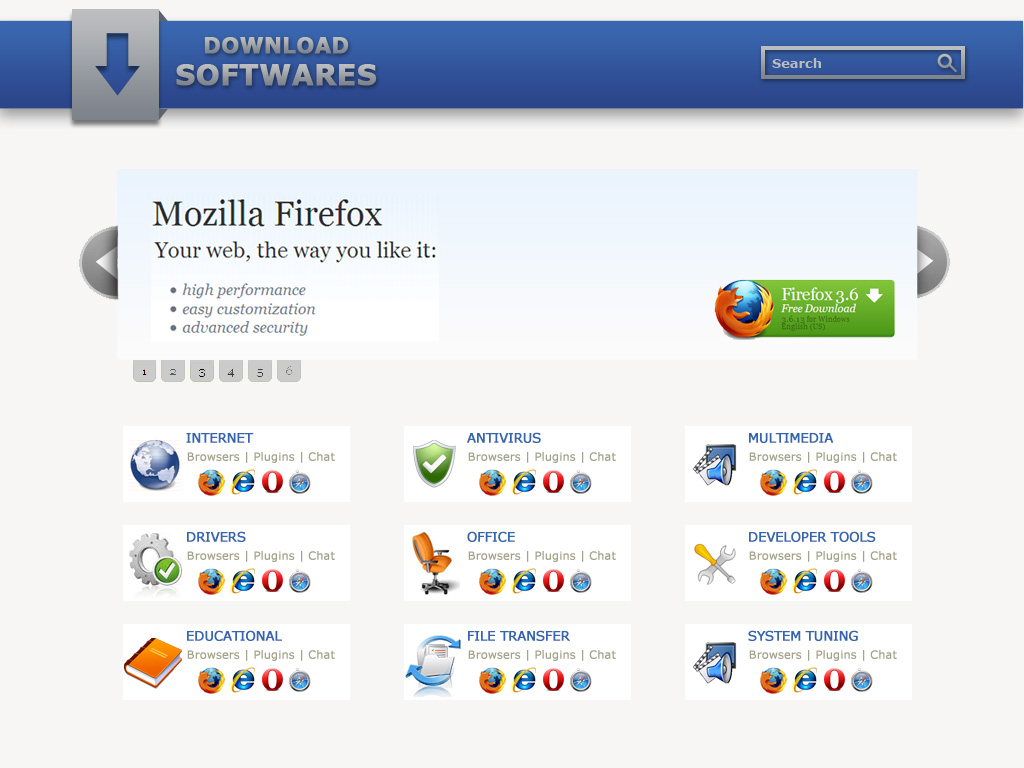 DOWNLOAD
SOFTWARES
Search
Mozilla Firefox
Your web, the way you like it:
• high performance
• easy customization
• advanced security
Firefox 3.6
Free Download
3.6.13 for Windows
English (US)
1 2 3 4 5 6
INTERNET
Browsers | Plugins | Chat
ANTIVIRUS
Browsers | Plugins | Chat
MULTIMEDIA
Browsers | Plugins | Chat
DRIVERS
Browsers | Plugins | Chat
OFFICE
Browsers | Plugins | Chat
DEVELOPER TOOLS
Browsers | Plugins | Chat
EDUCATIONAL
Browsers | Plugins | Chat
FILE TRANSFER
Browsers | Plugins | Chat
SYSTEM TUNING
Browsers | Plugins | Chat